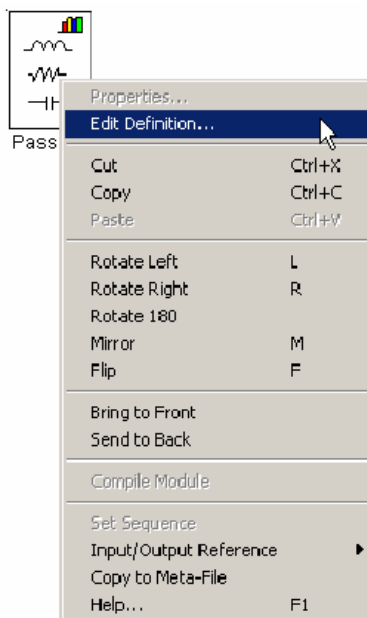 Pass
Properties...
Edit Definition...
Cut Ctrl+X
Copy Ctrl+C
Paste Ctrl+V
Rotate Left L
Rotate Right R
Rotate 180
Mirror M
Flip F
Bring to Front
Send to Back
Compile Module
Set Sequence
Input/Output Reference
Copy to Meta-File
Help... F1